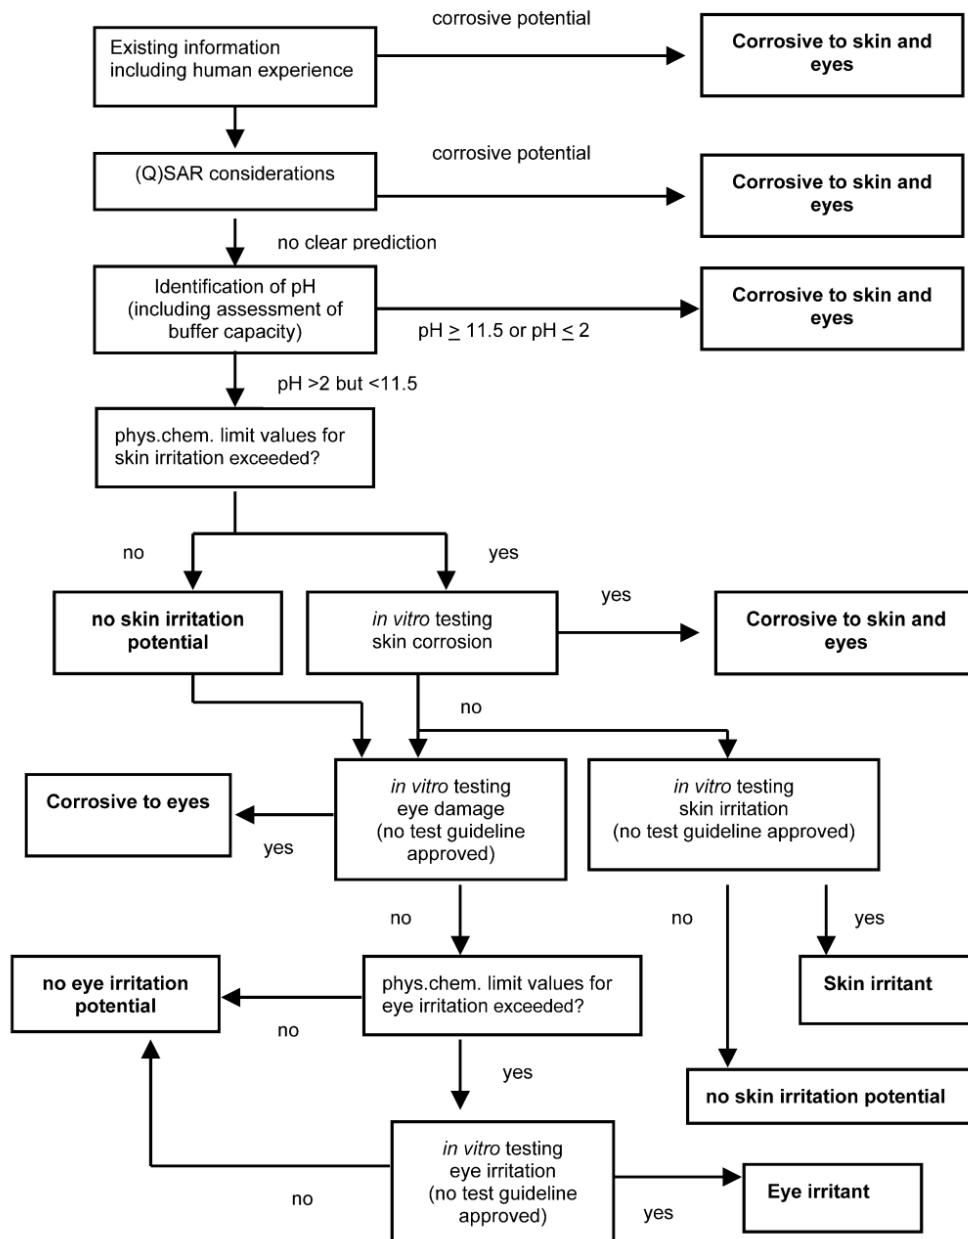 corrosive potential
Existing information
including human experience
Corrosive to skin and
eyes
corrosive potential
(Q)SAR considerations
Corrosive to skin and
eyes
no clear prediction
Identification of pH
(including assessment of
buffer capacity)
Corrosive to skin and
eyes
pH ≥ 11.5 or pH ≤ 2
pH >2 but <11.5
phys.chem. limit values for
skin irritation exceeded?
no
yes
no skin irritation
potential
in vitro testing
skin corrosion
yes
Corrosive to skin and
eyes
no
Corrosive to eyes
yes
in vitro testing
eye damage
(no test guideline
approved)
in vitro testing
skin irritation
(no test guideline approved)
no
no
yes
no eye irritation
potential
no
phys.chem. limit values for
eye irritation exceeded?
Skin irritant
yes
no skin irritation potential
in vitro testing
eye irritation
(no test guideline
approved)
no
yes
Eye irritant